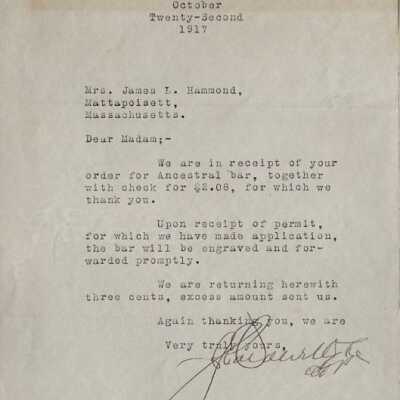 October
Twenty-Second
1917
Mrs. James L. Hammond,
Mattapoisett,
Massachusetts.
Dear Madam;-
We are in receipt of your
order for Ancestral bar, together
with check for $2.08, for which we
thank you.
Upon receipt of permit,
for which we have made application,
the bar will be engraved and for-
warded promptly.
We are returning herewith
three cents, excess amount sent us.
Again thanking you, we are
Very truly yours,